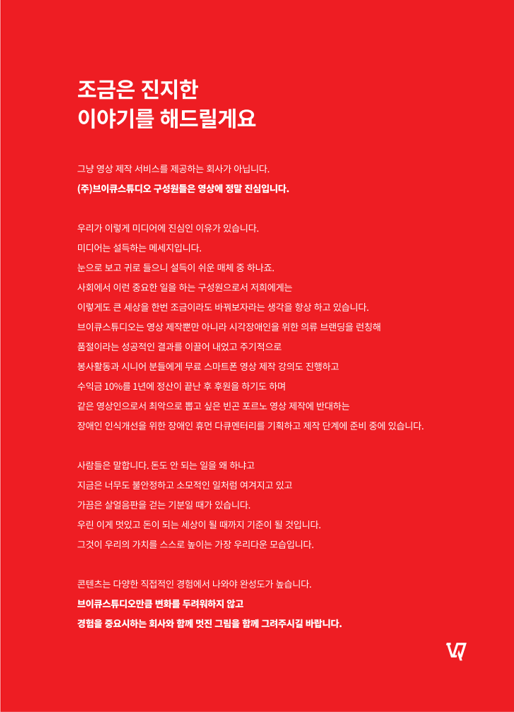 조금은 진지한
이야기를 해드릴게요
그냥 영상 제작 서비스를 제공하는 회사가 아닙니다.
(주)브이큐스튜디오 구성원들은 영상에 정말 진심입니다.
우리가 이렇게 미디어에 진심인 이유가 있습니다.
미디어는 설득하는 메세지입니다.
눈으로 보고 귀로 들으니 설득이 쉬운 매체 중 하나죠.
사회에서 이런 중요한 일을 하는 구성원으로서 저희에게는
이렇게도 큰 세상을 한번 조금이라도 바꿔보자라는 생각을 항상 하고 있습니다.
브이큐스튜디오는 영상 제작뿐만 아니라 시각장애인을 위한 의류 브랜딩을 런칭해
품절이라는 성공적인 결과를 이끌어 내었고 주기적으로
봉사활동과 시니어 분들에게 무료 스마트폰 영상 제작 강의도 진행하고
수익금 10%를 1년에 정산이 끝난 후 후원을 하기도 하며
같은 영상인으로서 최악으로 뽑고 싶은 빈곤 포르노 영상 제작에 반대하는
장애인 인식개선을 위한 장애인 휴먼 다큐멘터리를 기획하고 제작 단계에 준비 중에 있습니다.
사람들은 말합니다. 돈도 안 되는 일을 왜 하냐고
지금은 너무도 불안정하고 소모적인 일처럼 여겨지고 있고
가끔은 살얼음판을 걷는 기분일 때가 있습니다.
우린 이게 멋있고 돈이 되는 세상이 될 때까지 기준이 될 것입니다.
그것이 우리의 가치를 스스로 높이는 가장 우리다운 모습입니다.
콘텐츠는 다양한 직접적인 경험에서 나와야 완성도가 높습니다.
브이큐스튜디오만큼 변화를 두려워하지 않고
경험을 중요시하는 회사와 함께 멋진 그림을 함께 그려주시길 바랍니다.
VQ